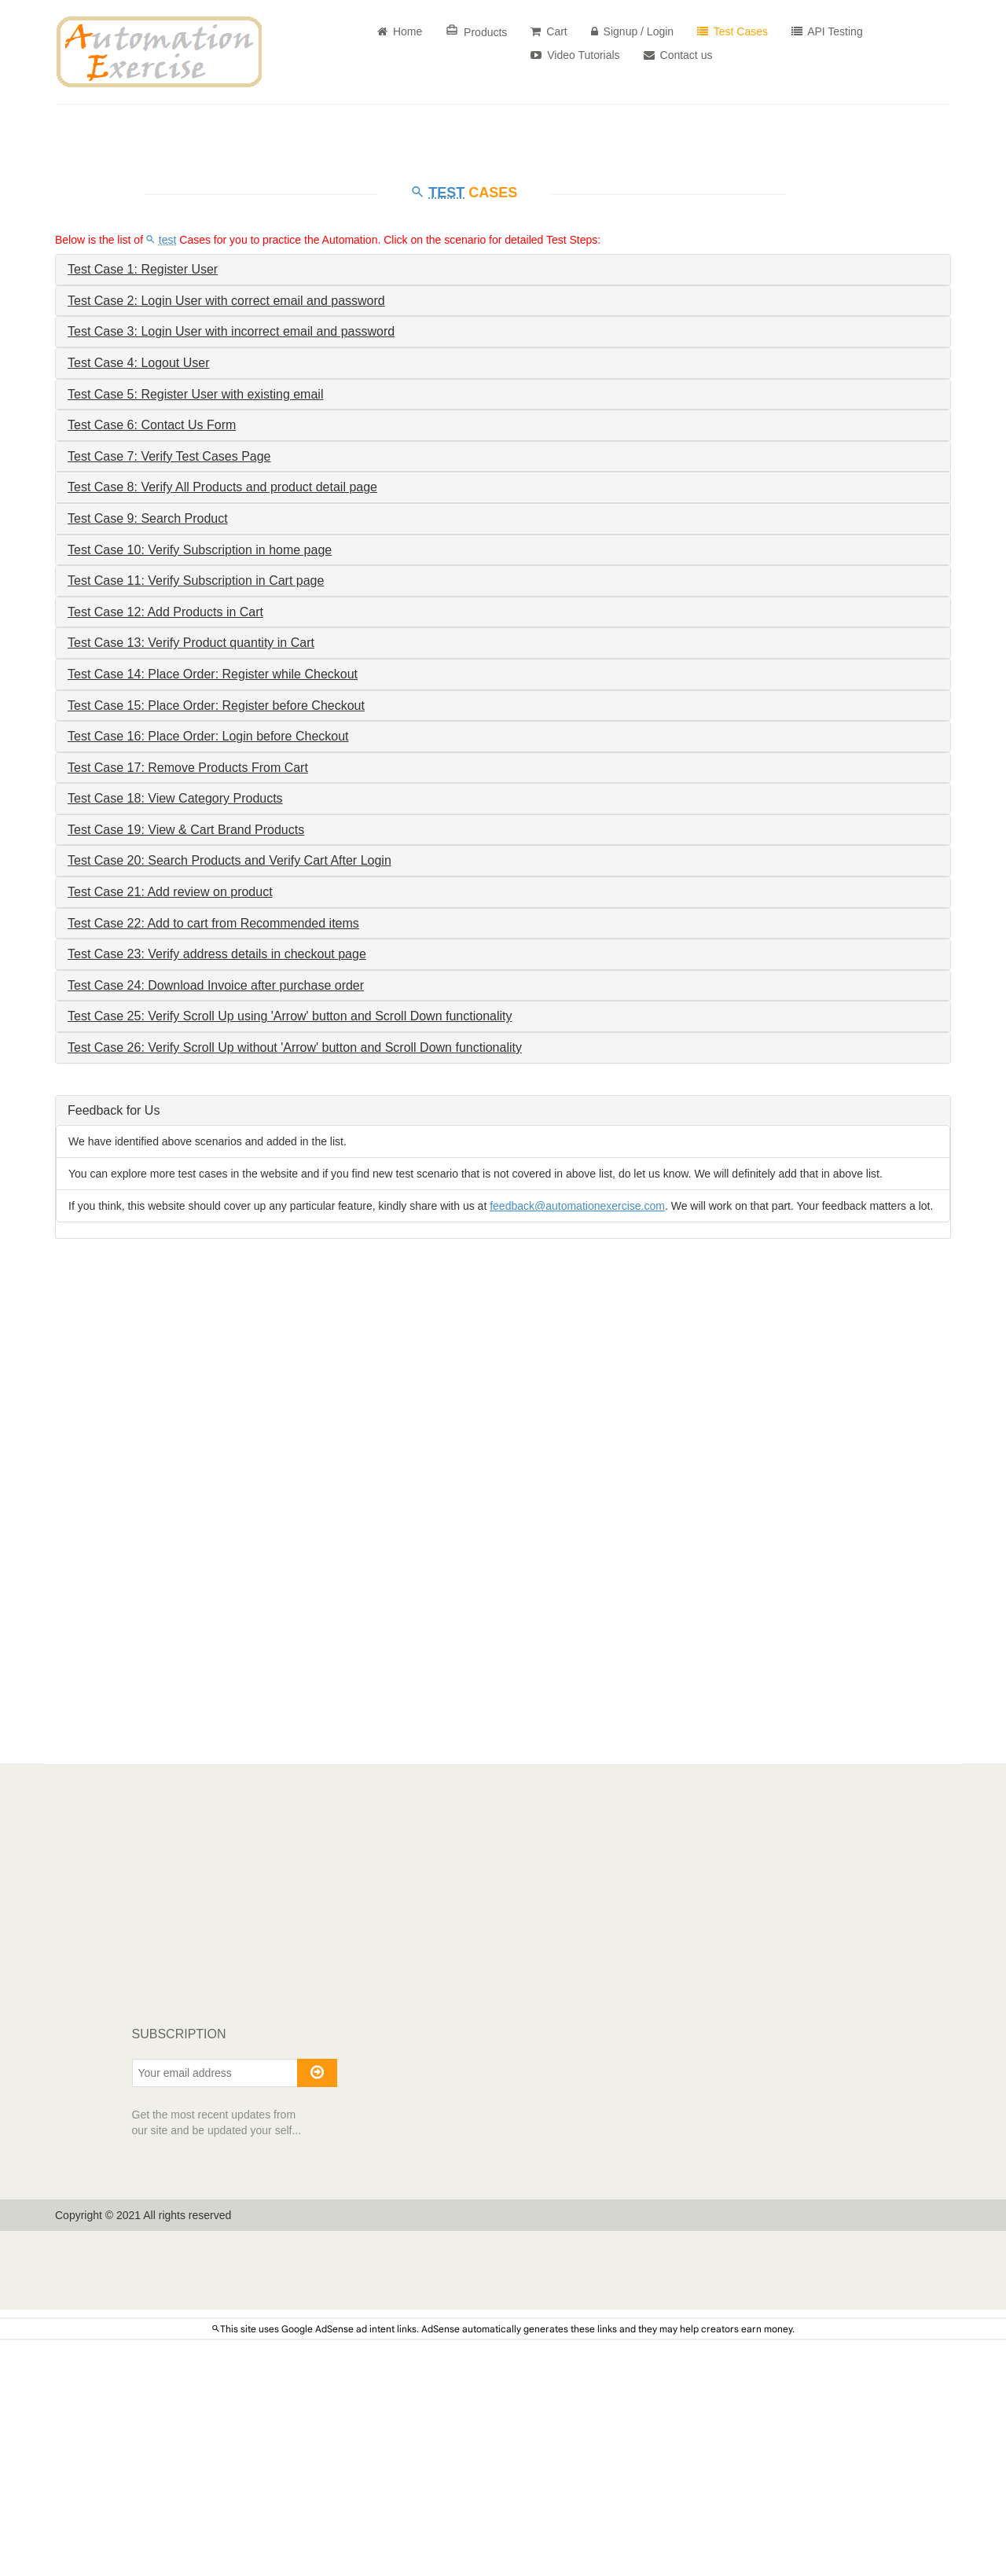 Automation
Exercise
Home
Products
Cart
Signup / Login
Test Cases
API Testing
Video Tutorials
Contact us
TEST CASES
Below is the list of test Cases for you to practice the Automation. Click on the scenario for detailed Test Steps:
Test Case 1: Register User
Test Case 2: Login User with correct email and password
Test Case 3: Login User with incorrect email and password
Test Case 4: Logout User
Test Case 5: Register User with existing email
Test Case 6: Contact Us Form
Test Case 7: Verify Test Cases Page
Test Case 8: Verify All Products and product detail page
Test Case 9: Search Product
Test Case 10: Verify Subscription in home page
Test Case 11: Verify Subscription in Cart page
Test Case 12: Add Products in Cart
Test Case 13: Verify Product quantity in Cart
Test Case 14: Place Order: Register while Checkout
Test Case 15: Place Order: Register before Checkout
Test Case 16: Place Order: Login before Checkout
Test Case 17: Remove Products From Cart
Test Case 18: View Category Products
Test Case 19: View & Cart Brand Products
Test Case 20: Search Products and Verify Cart After Login
Test Case 21: Add review on product
Test Case 22: Add to cart from Recommended items
Test Case 23: Verify address details in checkout page
Test Case 24: Download Invoice after purchase order
Test Case 25: Verify Scroll Up using 'Arrow' button and Scroll Down functionality
Test Case 26: Verify Scroll Up without 'Arrow' button and Scroll Down functionality
Feedback for Us
We have identified above scenarios and added in the list.
You can explore more test cases in the website and if you find new test scenario that is not covered in above list, do let us know. We will definitely add that in above list.
If you think, this website should cover up any particular feature, kindly share with us at feedback@automationexercise.com. We will work on that part. Your feedback matters a lot.
SUBSCRIPTION
Your email address
Get the most recent updates from
our site and be updated your self...
Copyright © 2021 All rights reserved
This site uses Google AdSense ad intent links. AdSense automatically generates these links and they may help creators earn money.